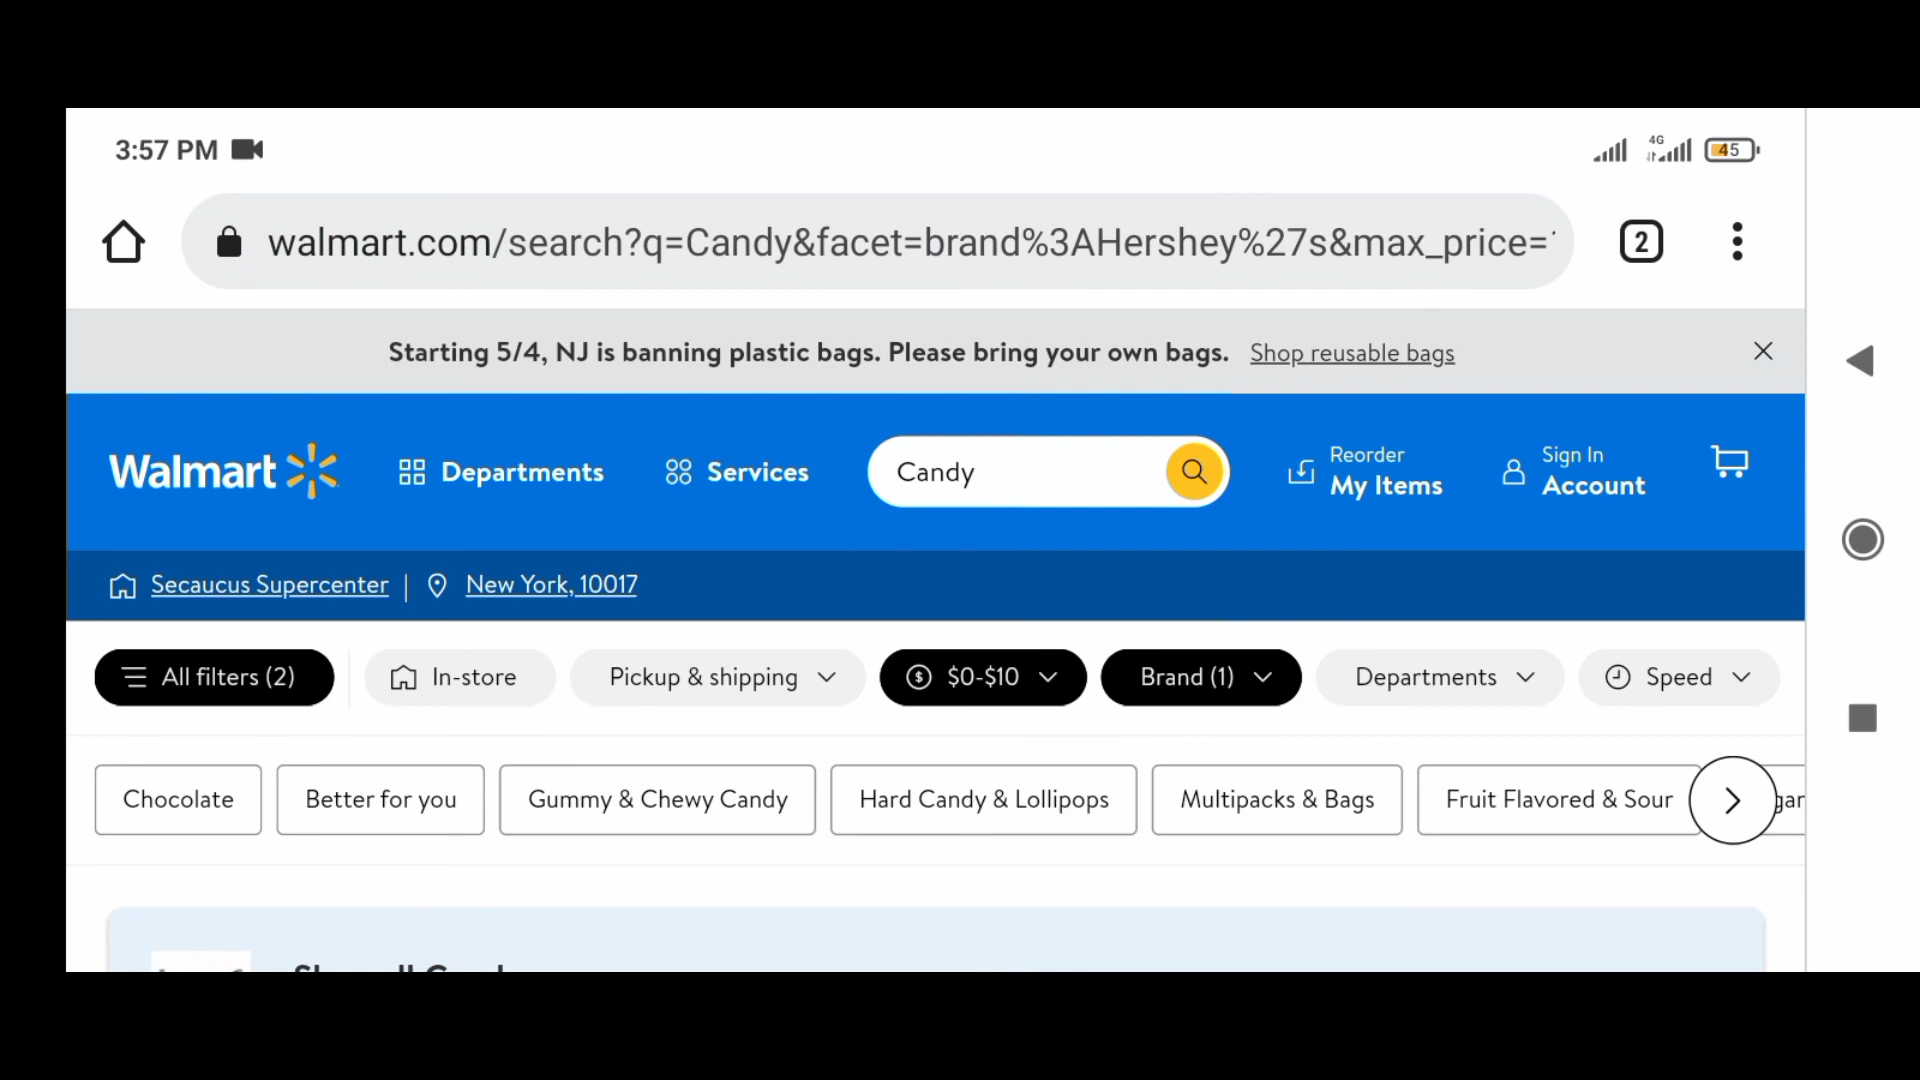 3:57 PM
4G
45
walmart.com/search?q=Candy&facet=brand%3AHershey%27s&max_price=
2
Starting 5/4, NJ is banning plastic bags. Please bring your own bags. Shop reusable bags
Walmart
Departments
Services
Candy
Reorder
My Items
Sign In
Account
Secaucus Supercenter | New York, 10017
All filters (2)
In-store
Pickup & shipping
$0-$10
Brand (1)
Departments
Speed
Chocolate
Better for you
Gummy & Chewy Candy
Hard Candy & Lollipops
Multipacks & Bags
Fruit Flavored & Sour